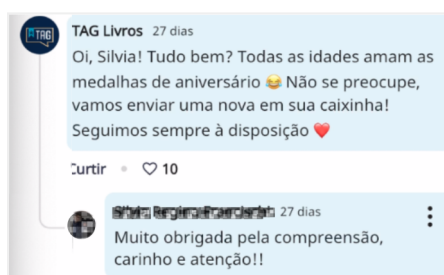 TAG
TAG Livros 27 dias
Oi, Silvia! Tudo bem? Todas as idades amam as
medalhas de aniversário 😂 Não se preocupe,
vamos enviar uma nova em sua caixinha!
Seguimos sempre à disposição ❤️
Curtir • ♡ 10
27 dias
Muito obrigada pela compreensão,
carinho e atenção!!